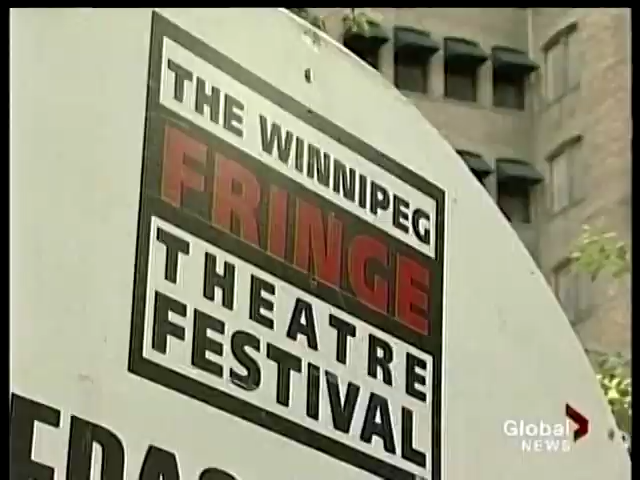 THE WINNIPEG
FRINGE
THEATRE
FESTIVAL
Global
NEWS